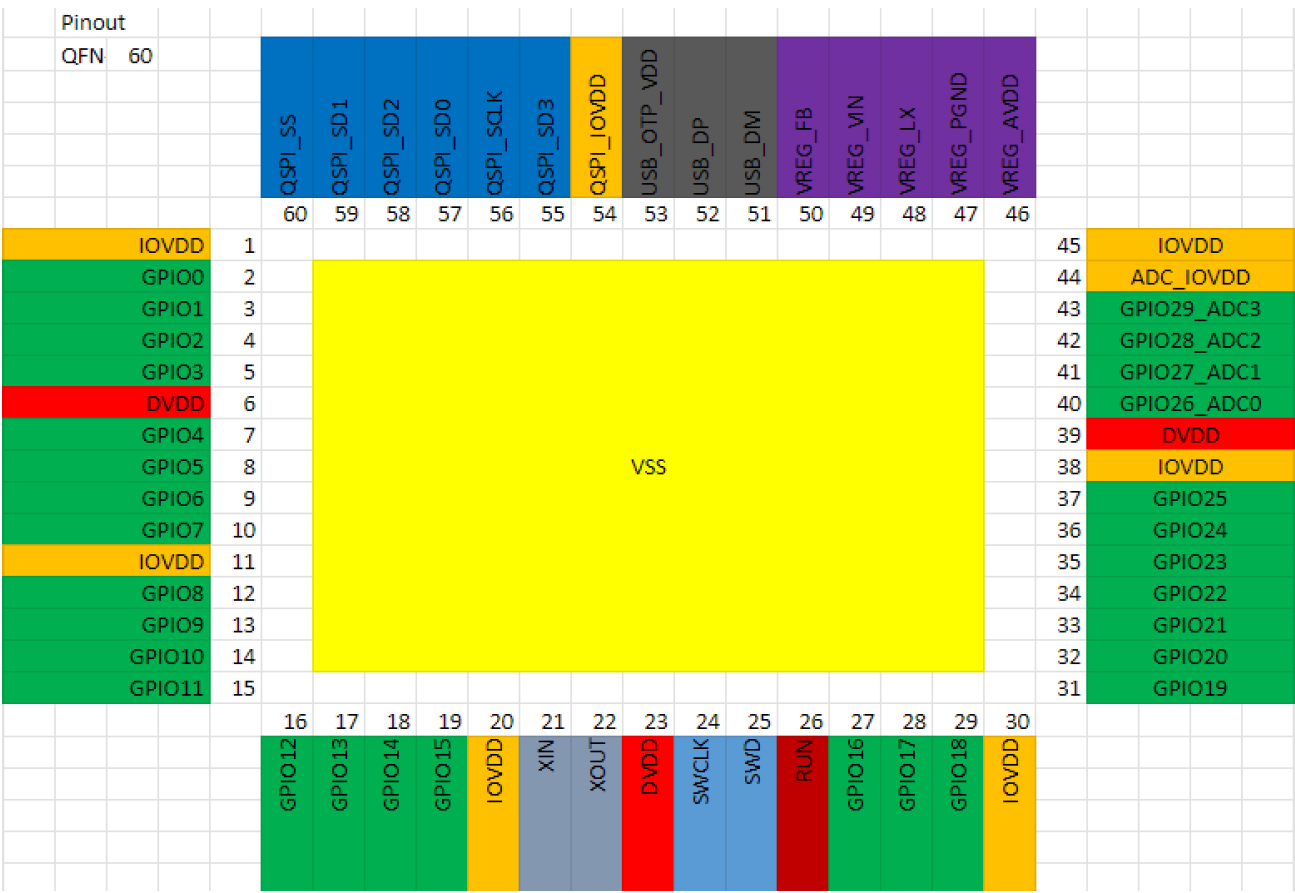 Pinout
QFN 60
QSPI_SS QSPI_SD1 QSPI_SD2 QSPI_SD0 QSPI_SCLK QSPI_SD3 QSPI_IOVDD USB_OTP_VDD USB_DP USB_DM VREG_FB VREG_VIN VREG_LX VREG_PGND VREG_AVDD
60 59 58 57 56 55 54 53 52 51 50 49 48 47 46
IOVDD 1 45 IOVDD
GPIO0 2 44 ADC_IOVDD
GPIO1 3 43 GPIO29_ADC3
GPIO2 4 42 GPIO28_ADC2
GPIO3 5 41 GPIO27_ADC1
DVDD 6 40 GPIO26_ADC0
GPIO4 7 39 DVDD
GPIO5 8 VSS 38 IOVDD
GPIO6 9 37 GPIO25
GPIO7 10 36 GPIO24
IOVDD 11 35 GPIO23
GPIO8 12 34 GPIO22
GPIO9 13 33 GPIO21
GPIO10 14 32 GPIO20
GPIO11 15 31 GPIO19
16 17 18 19 20 21 22 23 24 25 26 27 28 29 30
GPIO12 GPIO13 GPIO14 GPIO15 IOVDD XIN XOUT DVDD SWCLK SWD RUN GPIO16 GPIO17 GPIO18 IOVDD